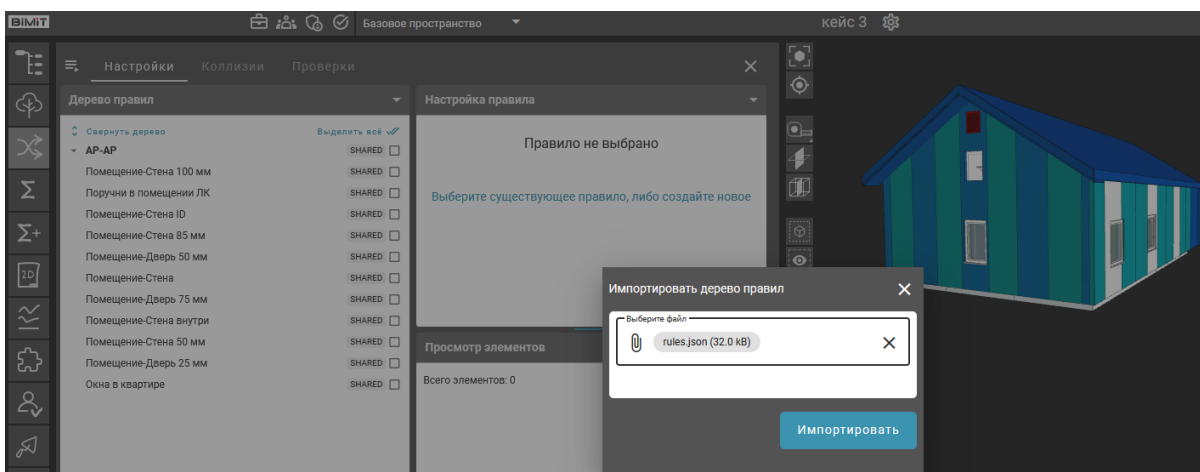 BIMiT
Базовое пространство
кейс 3
Настройки Коллизии Проверки
Дерево правил
Свернуть дерево Выделить всё
АР-АР SHARED
Помещение-Стена 100 мм SHARED
Поручни в помещении ЛК SHARED
Помещение-Стена ID SHARED
Помещение-Стена 85 мм SHARED
Помещение-Дверь 50 мм SHARED
Помещение-Стена SHARED
Помещение-Дверь 75 мм SHARED
Помещение-Стена внутри SHARED
Помещение-Стена 50 мм SHARED
Помещение-Дверь 25 мм SHARED
Окна в квартире SHARED
Настройка правила
Правило не выбрано
Выберите существующее правило, либо создайте новое
Просмотр элементов
Всего элементов: 0
Импортировать дерево правил
Выберите файл
rules.json (32.0 kB)
Импортировать
2D